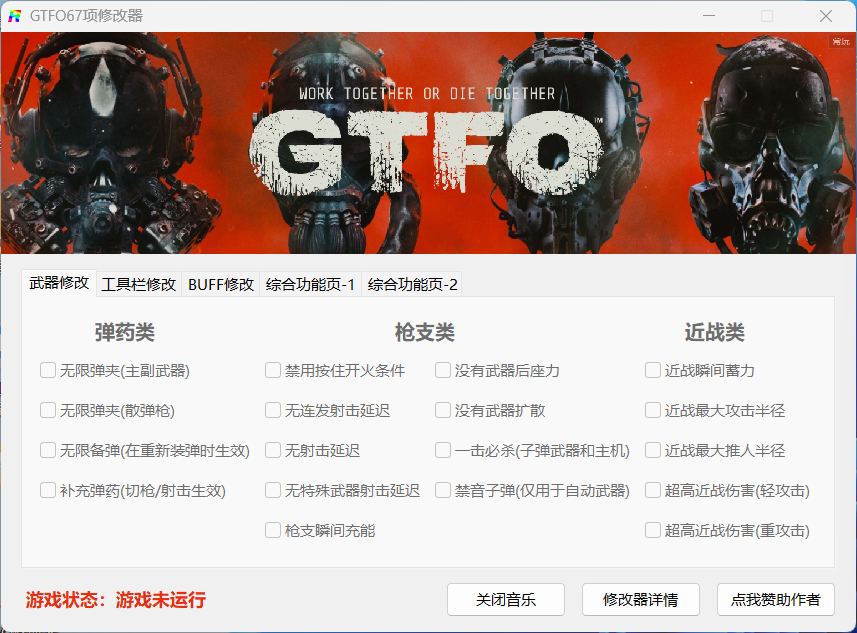 GTFO67项修改器
常玩
WORK TOGETHER OR DIE TOGETHER
GTFO™
武器修改 工具栏修改 BUFF修改 综合功能页-1 综合功能页-2
弹药类 枪支类 近战类
无限弹夹(主副武器) 禁用按住开火条件 没有武器后座力 近战瞬间蓄力
无限弹夹(散弹枪) 无连发射击延迟 没有武器扩散 近战最大攻击半径
无限备弹(在重新装弹时生效) 无射击延迟 一击必杀(子弹武器和主机) 近战最大推人半径
补充弹药(切枪/射击生效) 无特殊武器射击延迟 禁音子弹(仅用于自动武器) 超高近战伤害(轻攻击)
枪支瞬间充能 超高近战伤害(重攻击)
游戏状态：游戏未运行 关闭音乐 修改器详情 点我赞助作者